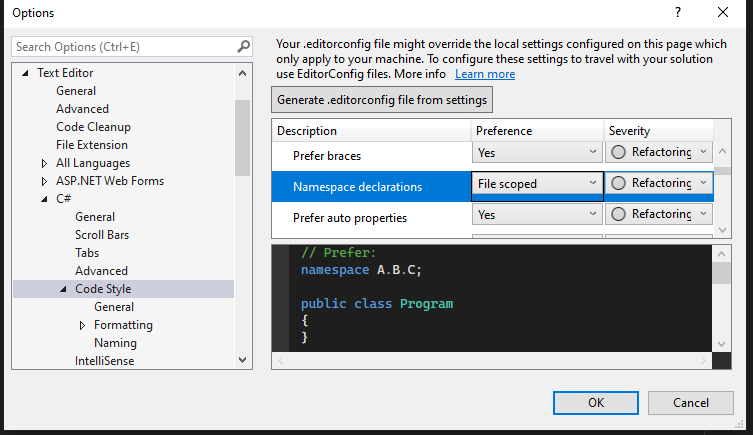 Options
?
Search Options (Ctrl+E)
Text Editor
General
Advanced
Code Cleanup
File Extension
All Languages
ASP.NET Web Forms
C#
General
Scroll Bars
Tabs
Advanced
Code Style
General
Formatting
Naming
IntelliSense
Your .editorconfig file might override the local settings configured on this page which
only apply to your machine. To configure these settings to travel with your solution
use EditorConfig files. More info Learn more
Generate .editorconfig file from settings
Description Preference Severity
Prefer braces Yes Refactoring
Namespace declarations File scoped Refactoring
Prefer auto properties Yes Refactoring
// Prefer:
namespace A.B.C;
public class Program
{
}
OK Cancel